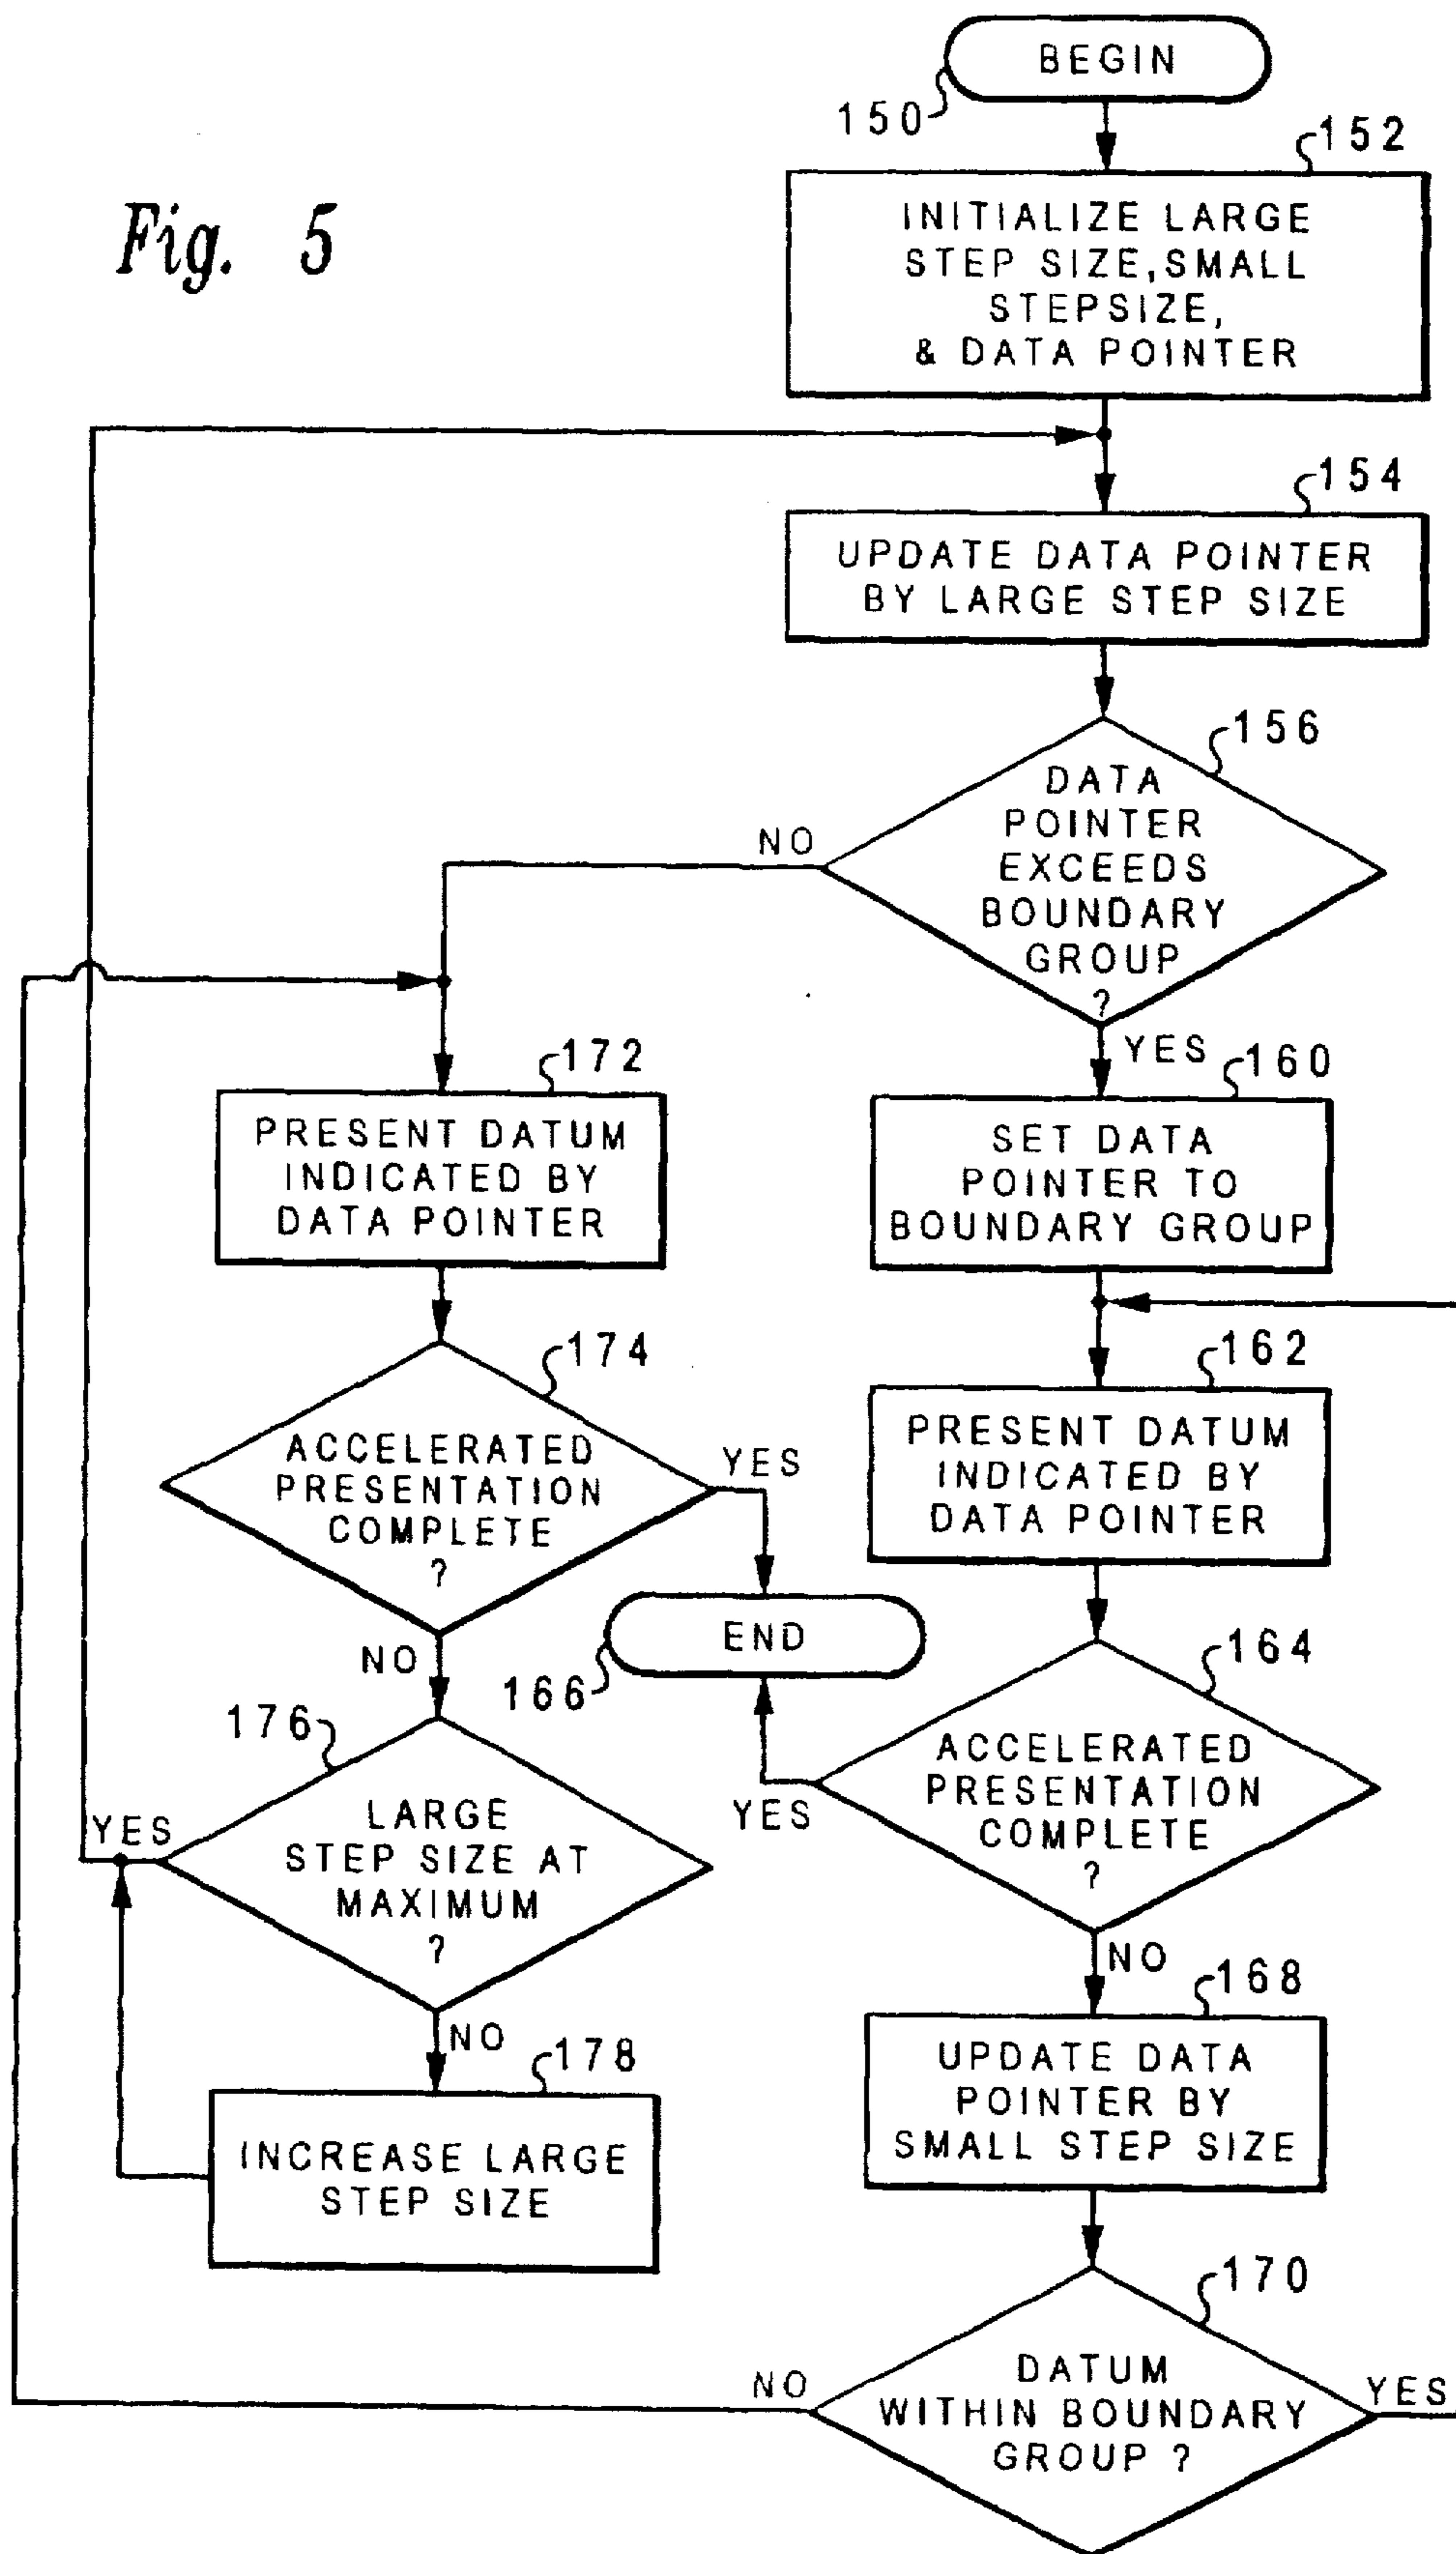 BEGIN
150
152
INITIALIZE LARGE
STEP SIZE, SMALL
STEPSIZE,
& DATA POINTER
Fig. 5
154
UPDATE DATA POINTER
BY LARGE STEP SIZE
156
DATA
POINTER
EXCEEDS
BOUNDARY
GROUP
?
NO
YES
160
SET DATA
POINTER TO
BOUNDARY GROUP
172
PRESENT DATUM
INDICATED BY
DATA POINTER
162
PRESENT DATUM
INDICATED BY
DATA POINTER
174
ACCELERATED
PRESENTATION
COMPLETE
?
YES
NO
END
166
164
ACCELERATED
PRESENTATION
COMPLETE
?
YES
NO
176
LARGE
STEP SIZE AT
MAXIMUM
?
YES
NO
178
INCREASE LARGE
STEP SIZE
168
UPDATE DATA
POINTER BY
SMALL STEP SIZE
170
DATUM
WITHIN BOUNDARY
GROUP ?
NO
YES